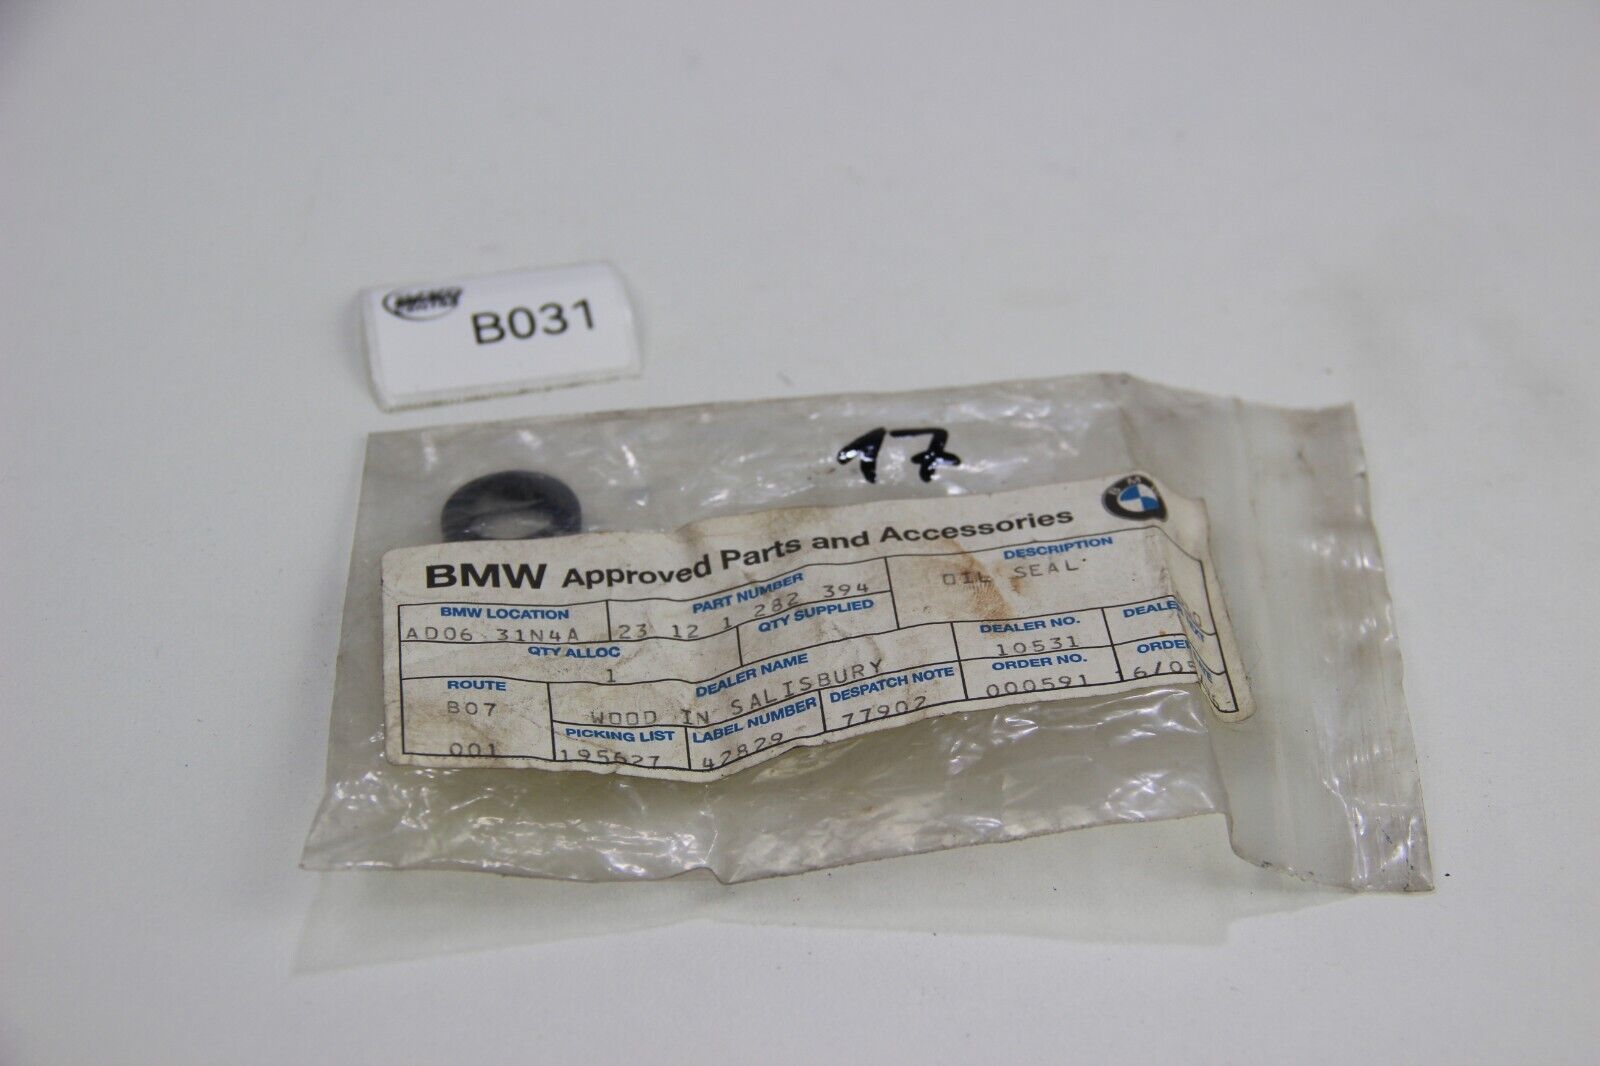 B031
17
BMW Approved Parts and Accessories
BMW LOCATION PART NUMBER DESCRIPTION
AD06 31N4A 23 12 1 282 394 OIL SEAL
QTY ALLOC QTY SUPPLIED DEALER NO.
1 10531
ROUTE DEALER NAME ORDER NO.
B07 WOOD IN SALISBURY 000591 16/05
PICKING LIST LABEL NUMBER DESPATCH NOTE
001 195627 42829 77902